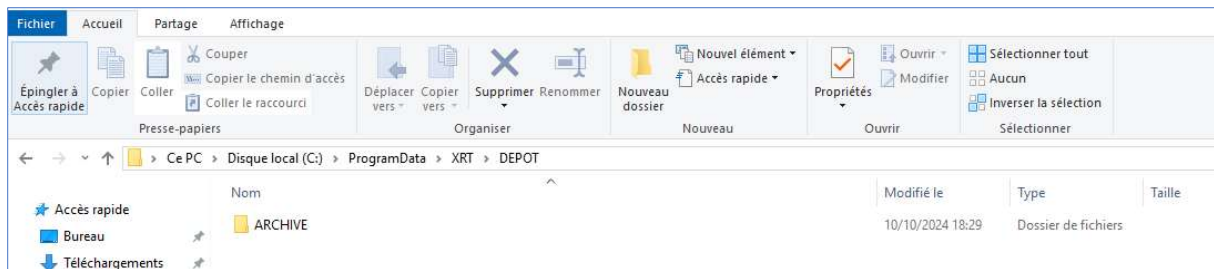 Fichier Accueil Partage Affichage
Épingler à Accès rapide
Copier
Coller
Couper
Copier le chemin d'accès
Coller le raccourci
Presse-papiers
Déplacer vers
Copier vers
Supprimer
Renommer
Organiser
Nouveau dossier
Nouvel élément
Accès rapide
Nouveau
Propriétés
Ouvrir
Modifier
Ouvrir
Sélectionner tout
Aucun
Inverser la sélection
Sélectionner
Ce PC > Disque local (C:) > ProgramData > XRT > DEPOT
Nom Modifié le Type Taille
Accès rapide
ARCHIVE 10/10/2024 18:29 Dossier de fichiers
Bureau
Téléchargements